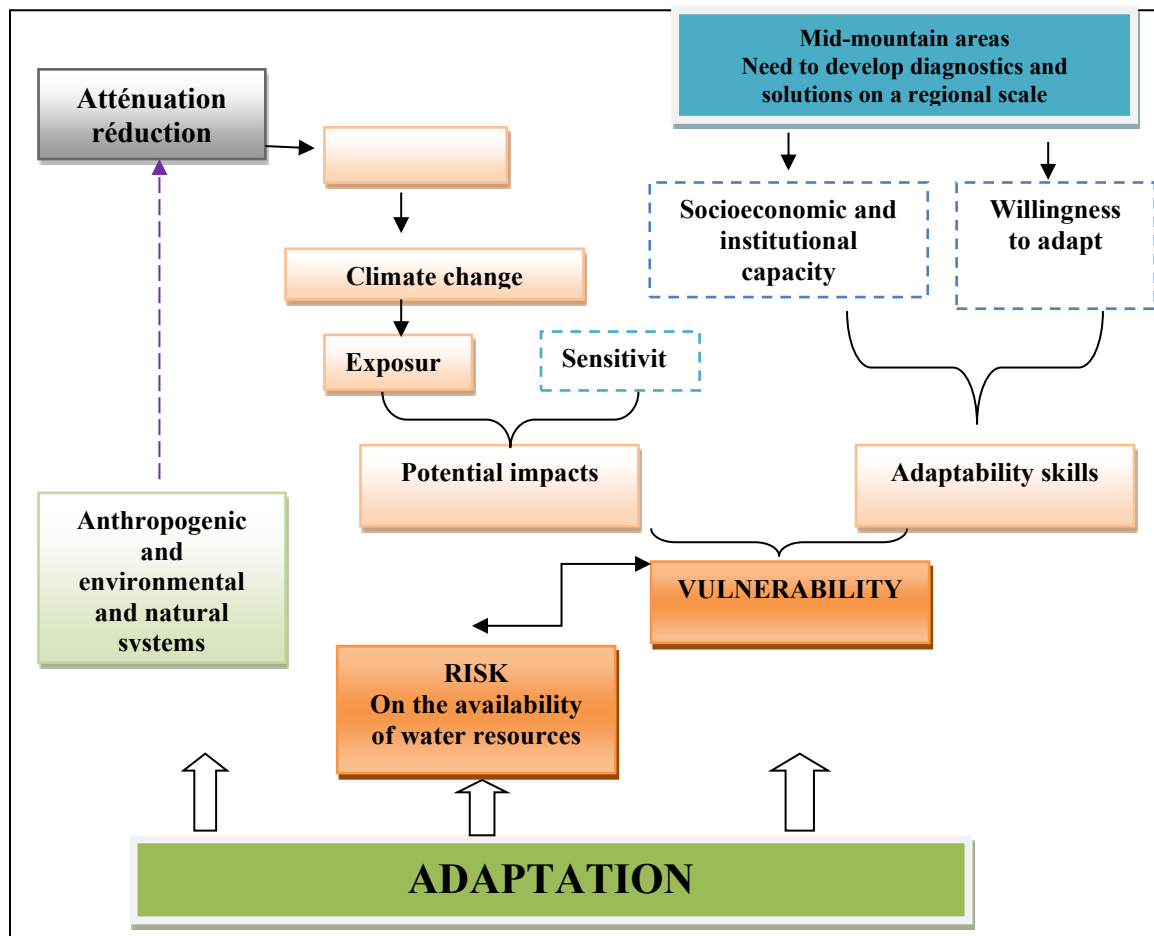 Mid-mountain areas
Need to develop diagnostics and
solutions on a regional scale
Atténuation
réduction
Socioeconomic and
institutional
capacity
Willingness
to adapt
Climate change
Exposur
Sensitivit
Potential impacts
Adaptability skills
Anthropogenic
and
environmental
and natural
systems
VULNERABILITY
RISK
On the availability
of water resources
ADAPTATION